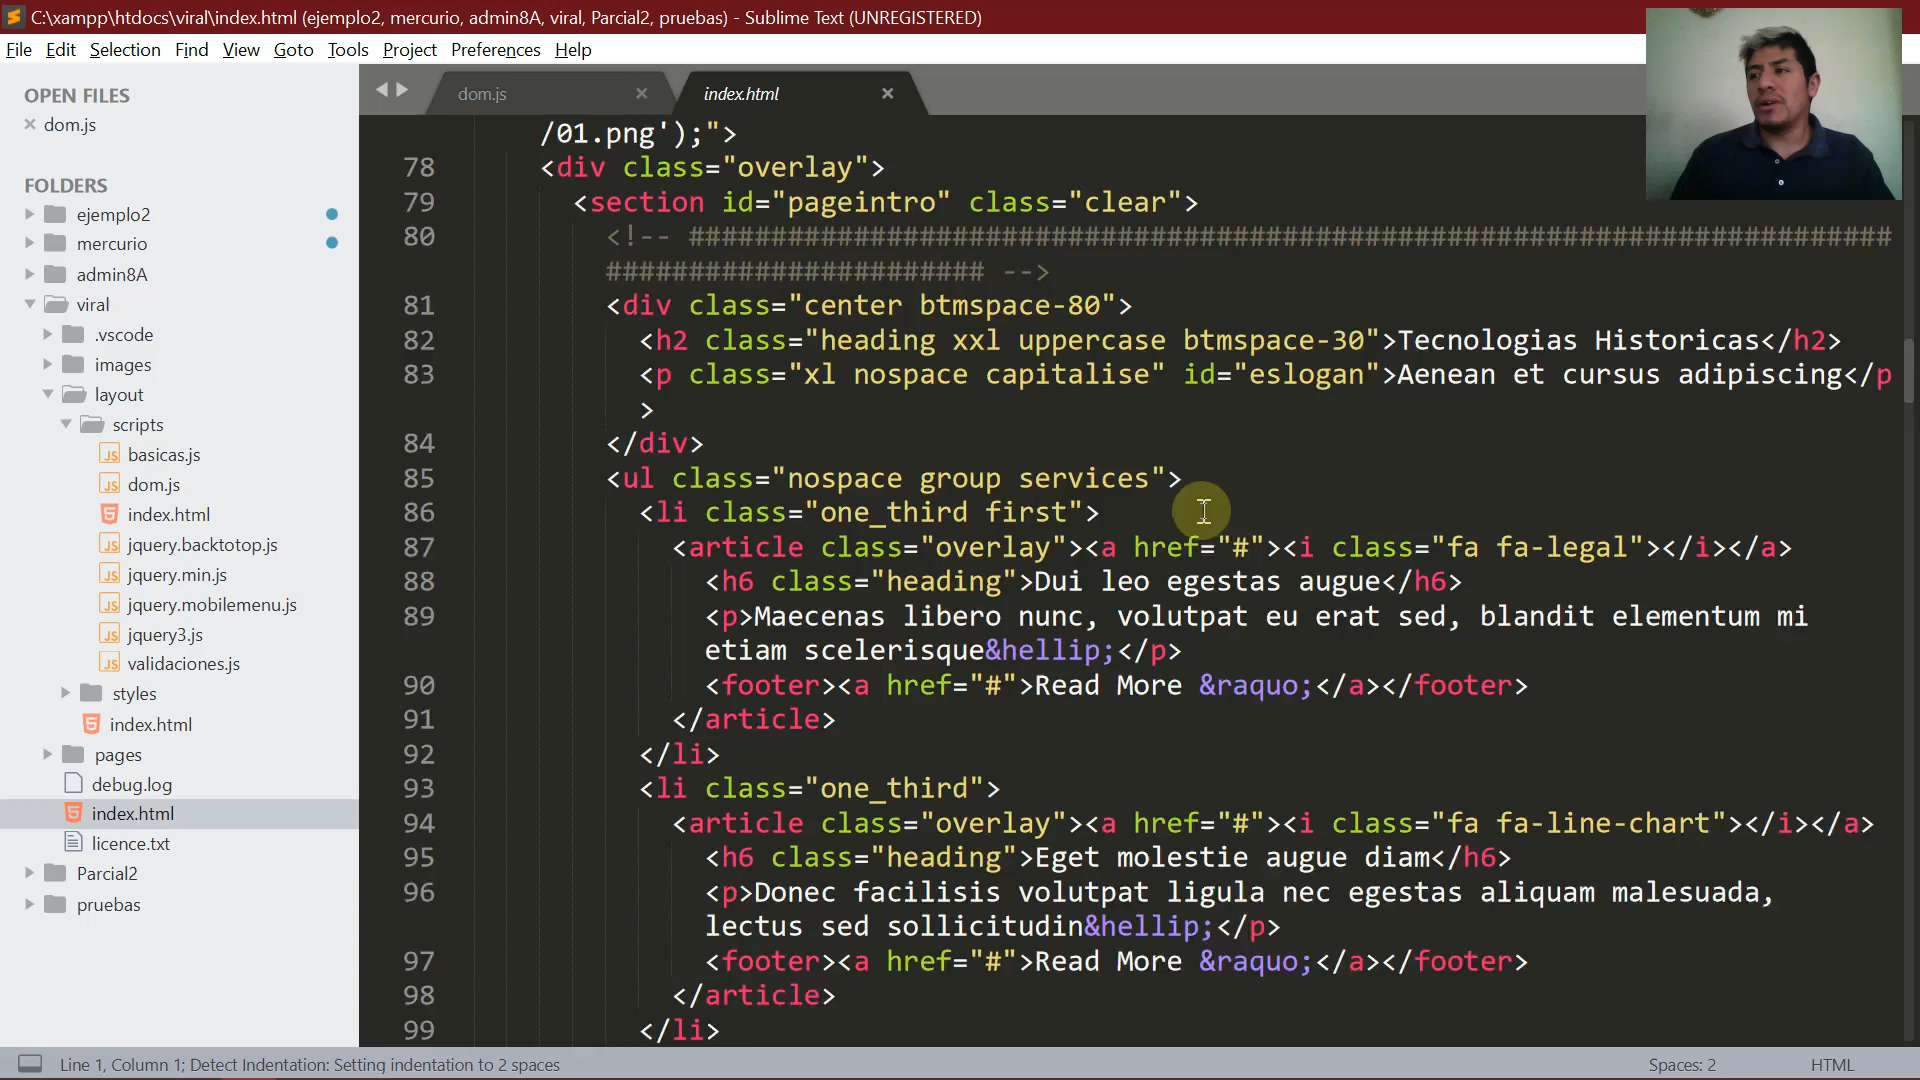 C:\xampp\htdocs\viral\index.html (ejemplo2, mercurio, admin8A, viral, Parcial2, pruebas) - Sublime Text (UNREGISTERED)
File Edit Selection Find View Goto Tools Project Preferences Help
OPEN FILES
dom.js
FOLDERS
ejemplo2
mercurio
admin8A
viral
.vscode
images
layout
scripts
basicas.js
dom.js
index.html
jquery.backtotop.js
jquery.min.js
jquery.mobilemenu.js
jquery3.js
validaciones.js
styles
index.html
pages
debug.log
index.html
licence.txt
Parcial2
pruebas
dom.js
index.html
/01.png');">
78 <div class="overlay">
79 <section id="pageintro" class="clear">
80 <!-- #########################################################################
####################### -->
81 <div class="center btmspace-80">
82 <h2 class="heading xxl uppercase btmspace-30">Tecnologias Historicas</h2>
83 <p class="xl nospace capitalise" id="eslogan">Aenean et cursus adipiscing</p
>
84 </div>
85 <ul class="nospace group services">
86 <li class="one_third first">
87 <article class="overlay"><a href="#"><i class="fa fa-legal"></i></a>
88 <h6 class="heading">Dui leo egestas augue</h6>
89 <p>Maecenas libero nunc, volutpat eu erat sed, blandit elementum mi
etiam scelerisque&hellip;</p>
90 <footer><a href="#">Read More &raquo;</a></footer>
91 </article>
92 </li>
93 <li class="one_third">
94 <article class="overlay"><a href="#"><i class="fa fa-line-chart"></i></a>
95 <h6 class="heading">Eget molestie augue diam</h6>
96 <p>Donec facilisis volutpat ligula nec egestas aliquam malesuada,
lectus sed sollicitudin&hellip;</p>
97 <footer><a href="#">Read More &raquo;</a></footer>
98 </article>
99 </li>
Line 1, Column 1; Detect Indentation: Setting indentation to 2 spaces
Spaces: 2
HTML